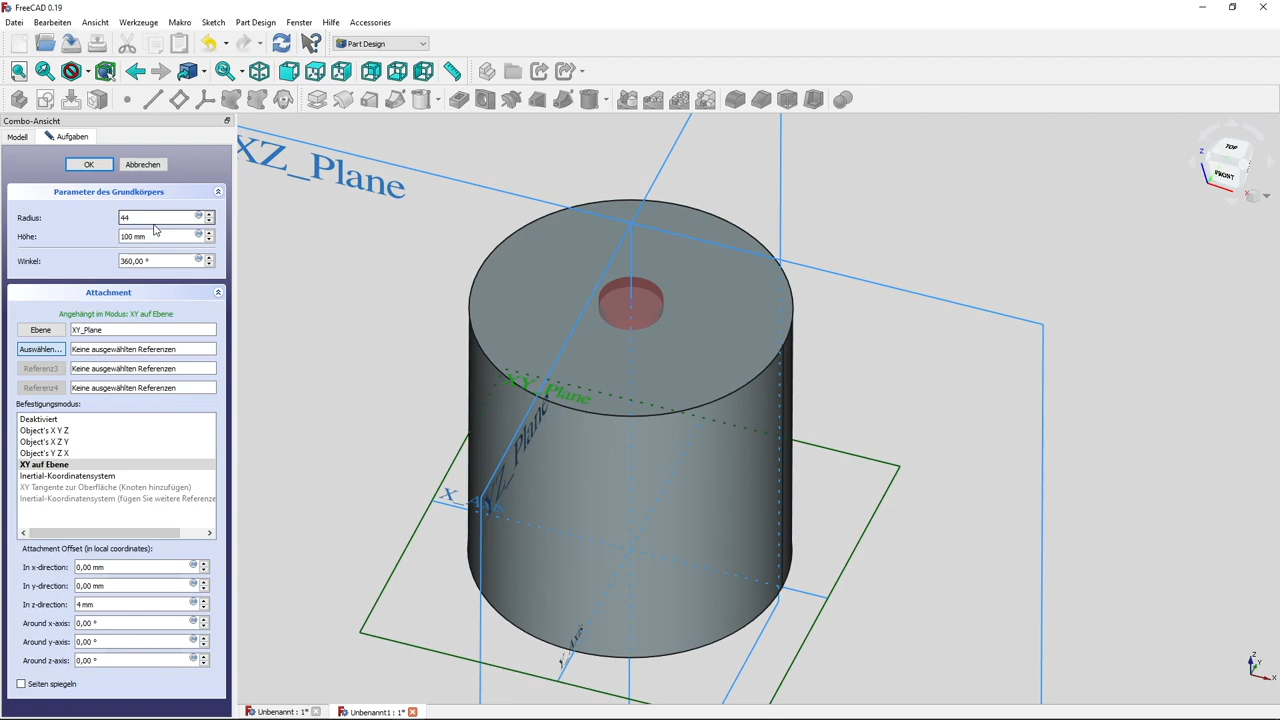 FreeCAD 0.19
Datei Bearbeiten Ansicht Werkzeuge Makro Sketch Part Design Fenster Hilfe Accessories
Part Design
Combo-Ansicht
Modell Aufgaben
OK Abbrechen
Parameter des Grundkörpers
Radius: 44
Höhe: 100 mm
Winkel: 360,00 °
Attachment
Angehängt im Modus: XY auf Ebene
Ebene XY_Plane
Auswählen... Keine ausgewählten Referenzen
Referenz3 Keine ausgewählten Referenzen
Referenz4 Keine ausgewählten Referenzen
Befestigungsmodus:
Deaktiviert
Object's X Y Z
Object's X Z Y
Object's Y Z X
XY auf Ebene
Inertial-Koordinatensystem
XY Tangente zur Oberfläche (Knoten hinzufügen)
Inertial-Koordinatensystem (fügen Sie weitere Referenze
Attachment Offset (in local coordinates):
In x-direction: 0,00 mm
In y-direction: 0,00 mm
In z-direction: 4 mm
Around x-axis: 0,00 °
Around y-axis: 0,00 °
Around z-axis: 0,00 °
Seiten spiegeln
XZ_Plane
XY_Plane
TOP
FRONT
Z
X
Z
Y
X
Unbenannt : 1* Unbenannt1 : 1*